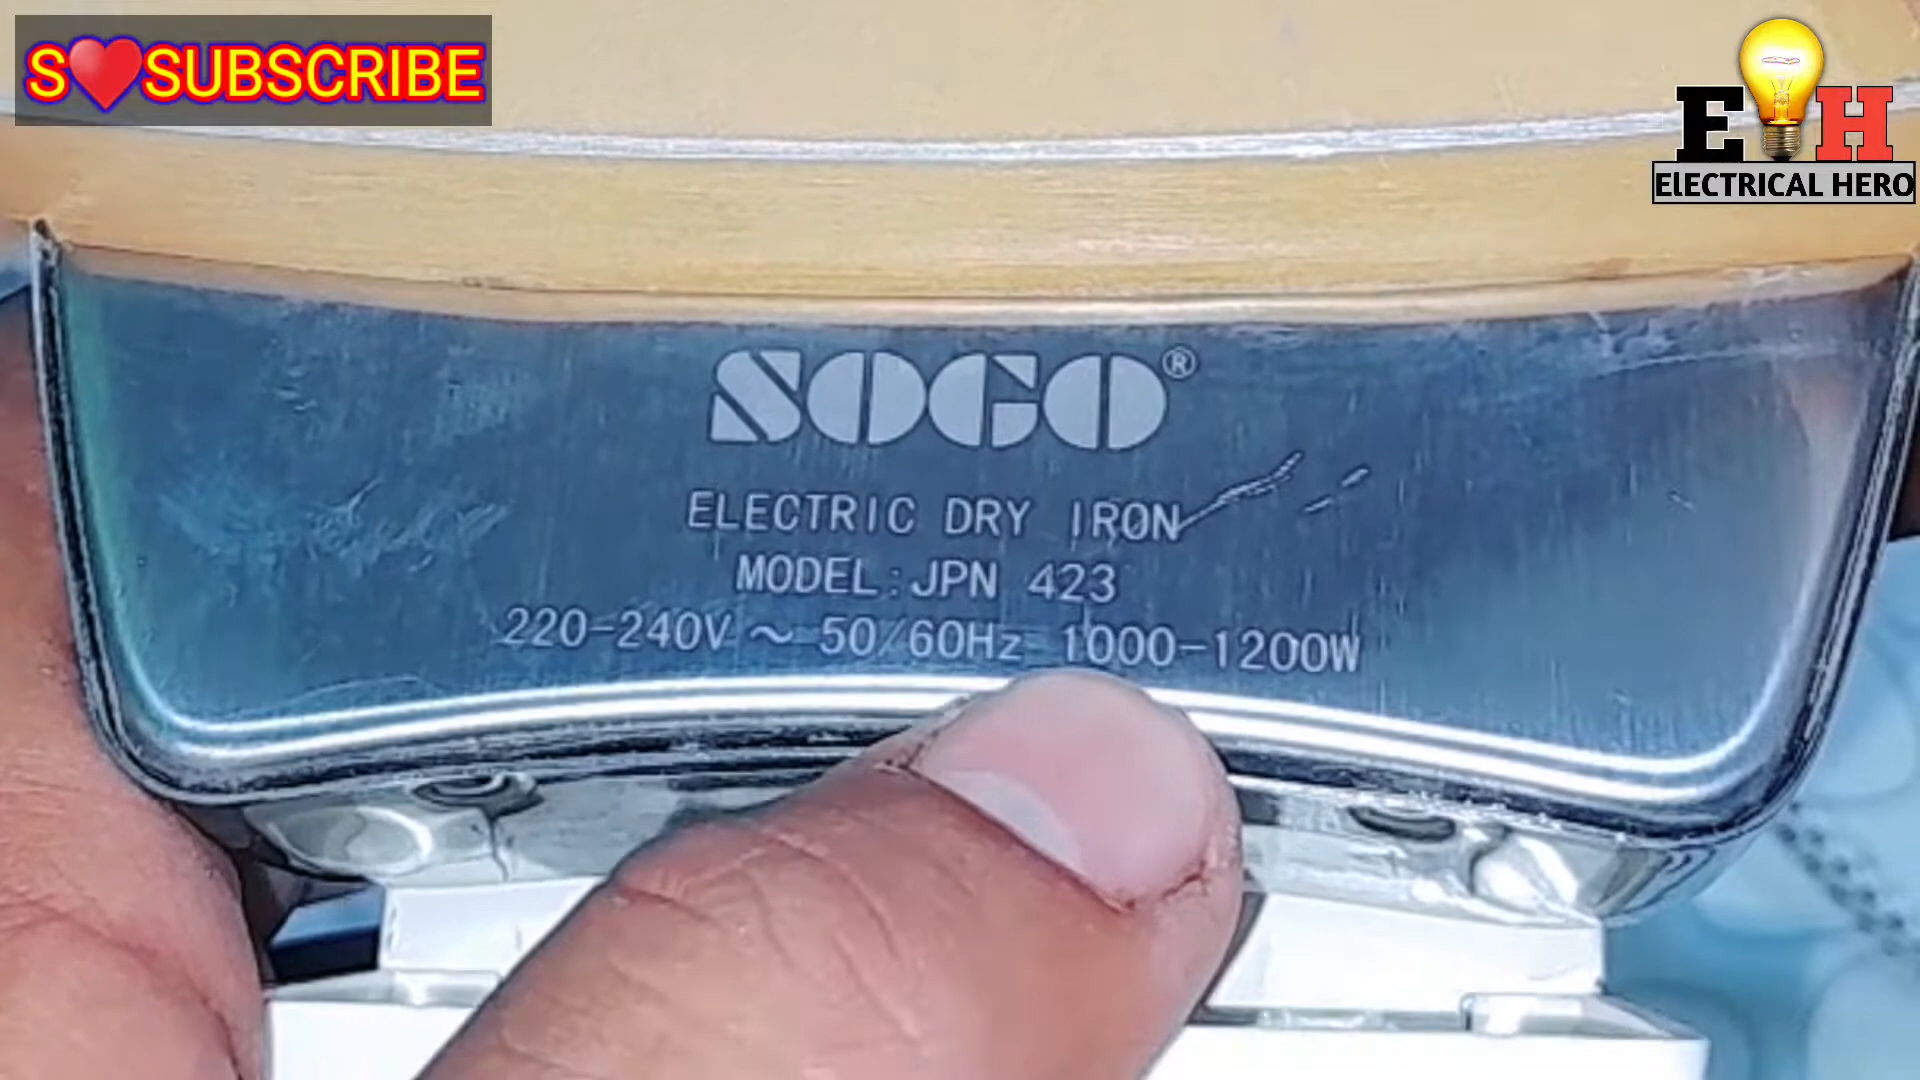 S❤️SUBSCRIBE
EH
ElECTRICAL HERO
SOGO®
ELECTRIC DRY IRON
MODEL:JPN 423
220-240V ~ 50/60Hz 1000-1200W